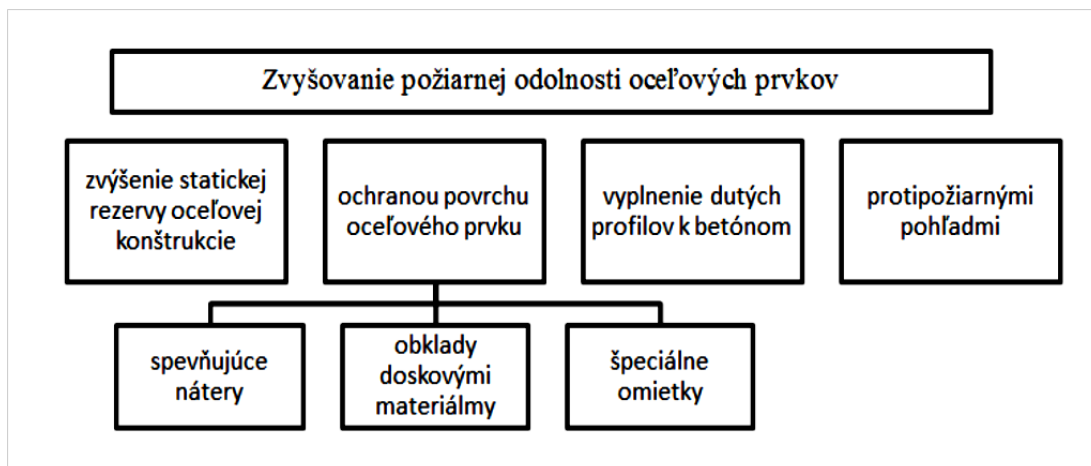 Zvyšovanie požiarnej odolnosti oceľových prvkov
zvýšenie statickej
rezervy oceľovej
konštrukcie
ochranou povrchu
oceľového prvku
vyplnenie dutých
profilov k betónom
protipožiarnými
pohľadmi
spevňujúce
nátery
obklady
doskovými
materiálmy
špeciálne
omietky